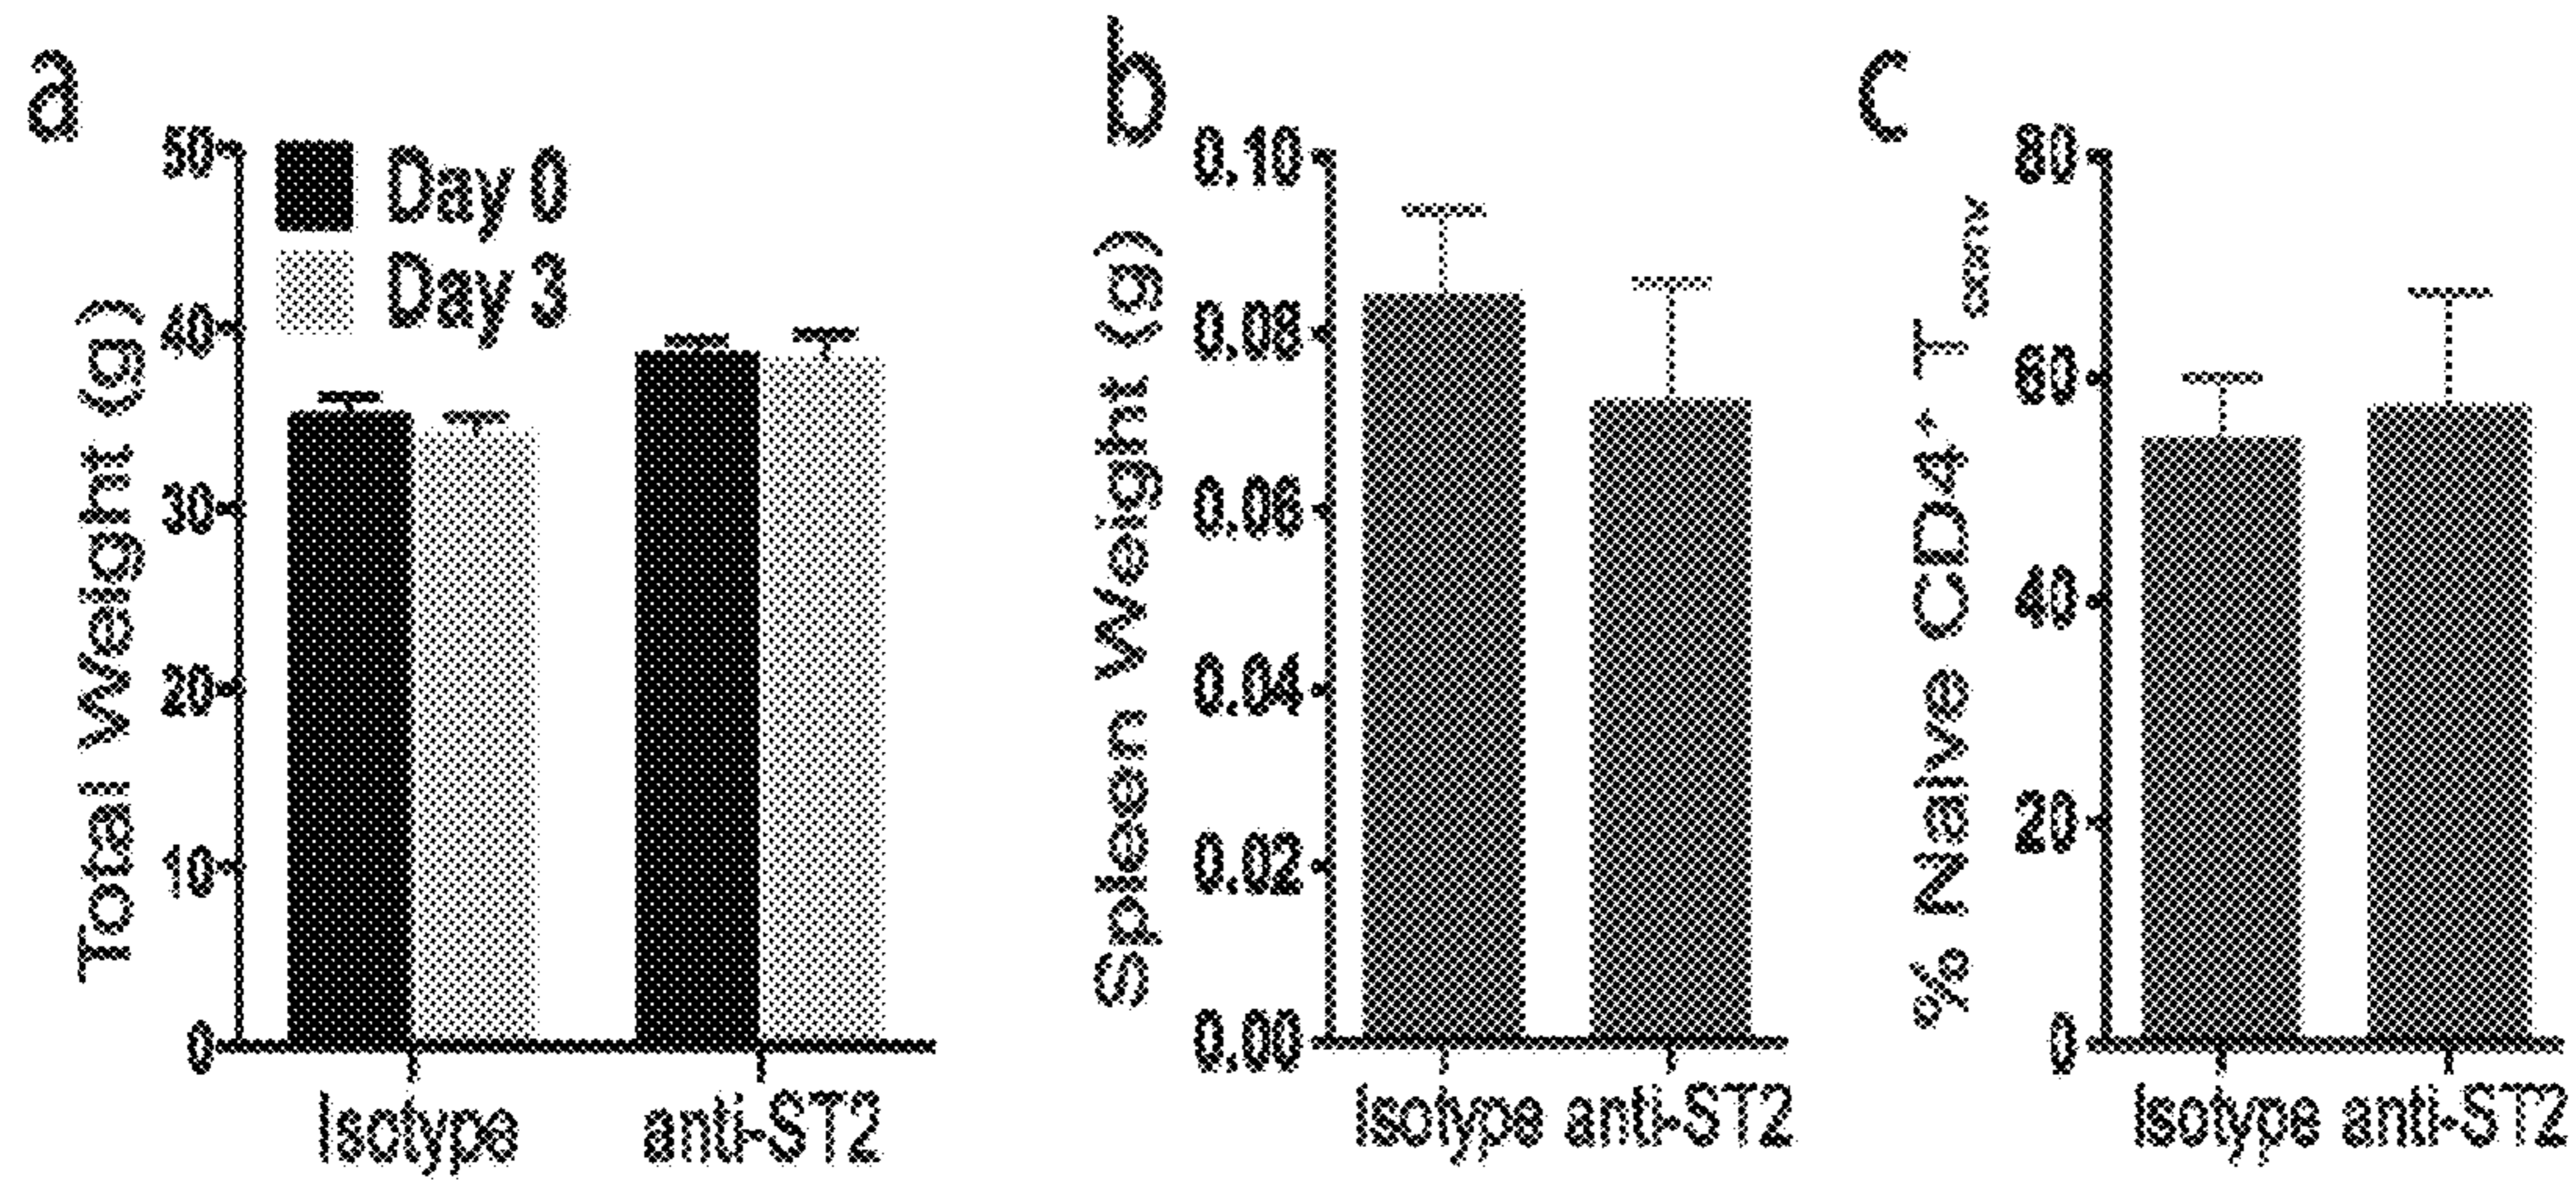 a
Total Weight (g)
50
40
30
20
10
0
Day 0
Day 3
Isotype
anti-ST2
b
Spleen Weight (g)
0.10
0.08
0.06
0.04
0.02
0.00
Isotype anti-ST2
c
% Naive CD4+ Tconv
80
60
40
20
0
Isotype anti-ST2